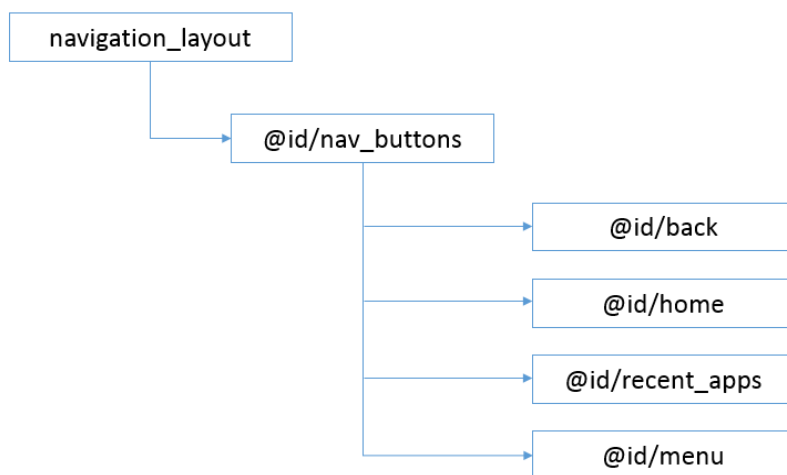 navigation_layout
@id/nav_buttons
@id/back
@id/home
@id/recent_apps
@id/menu